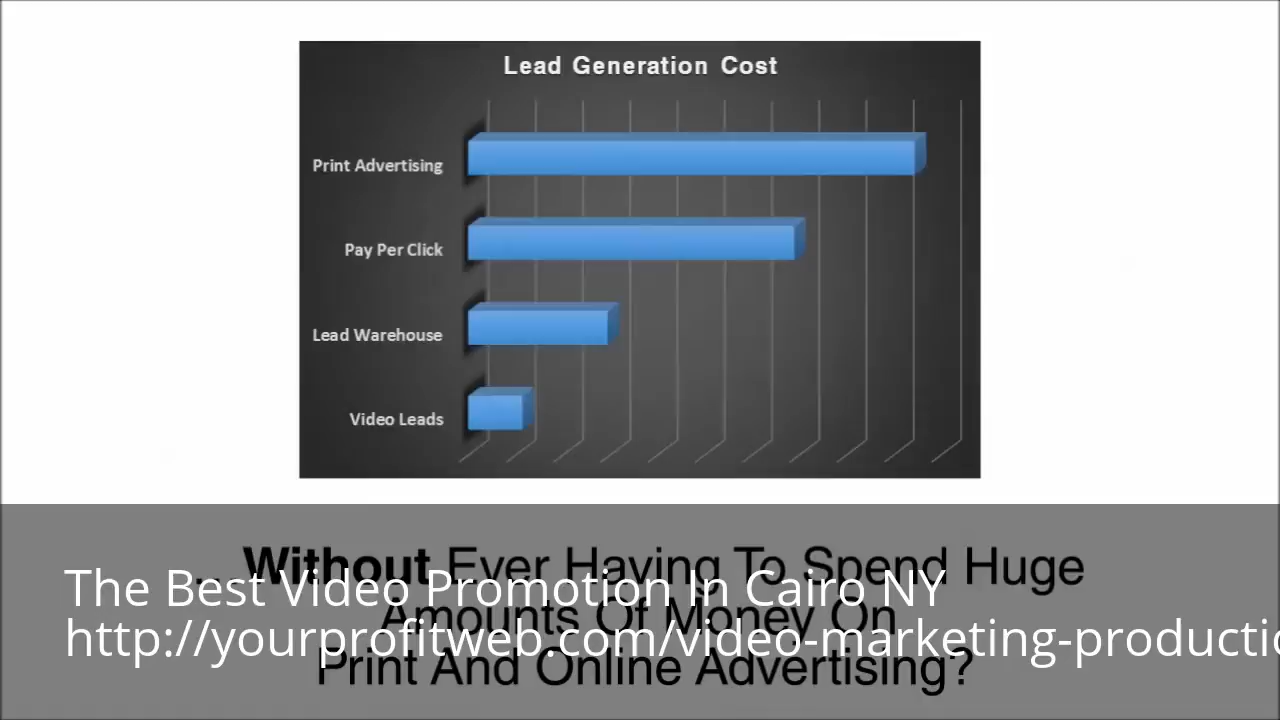 Lead Generation Cost
Print Advertising
Pay Per Click
Lead Warehouse
Video Leads
...Without Ever Having To Spend Huge
Amounts Of Money On
Print And Online Advertising?
The Best Video Promotion In Cairo NY
http://yourprofitweb.com/video-marketing-productio